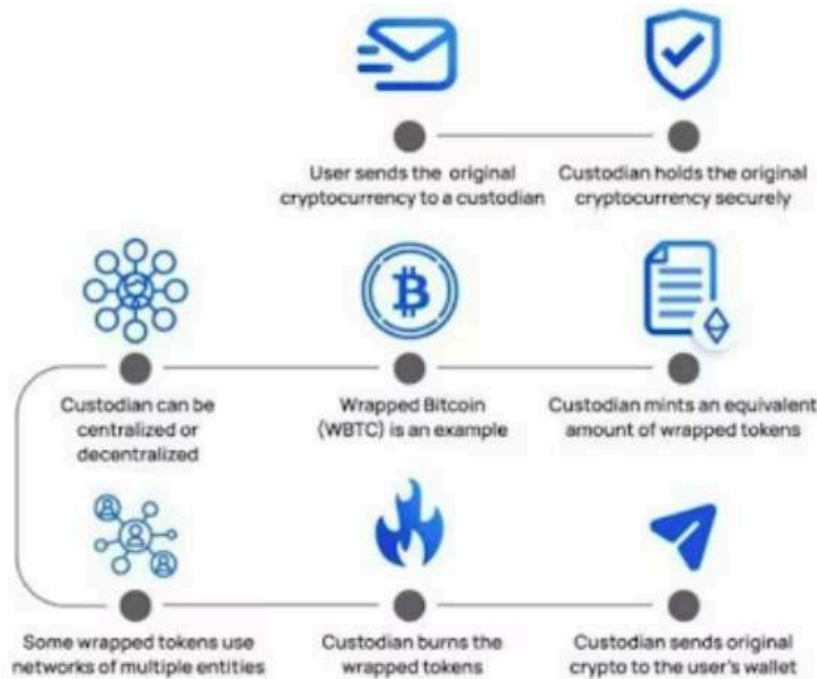 User sends the original
cryptocurrency to a custodian
Custodian holds the original
cryptocurrency securely
Custodian can be
centralized or
decentralized
Wrapped Bitcoin
(WBTC) is an example
Custodian mints an equivalent
amount of wrapped tokens
Some wrapped tokens use
networks of multiple entities
Custodian burns the
wrapped tokens
Custodian sends original
crypto to the user's wallet